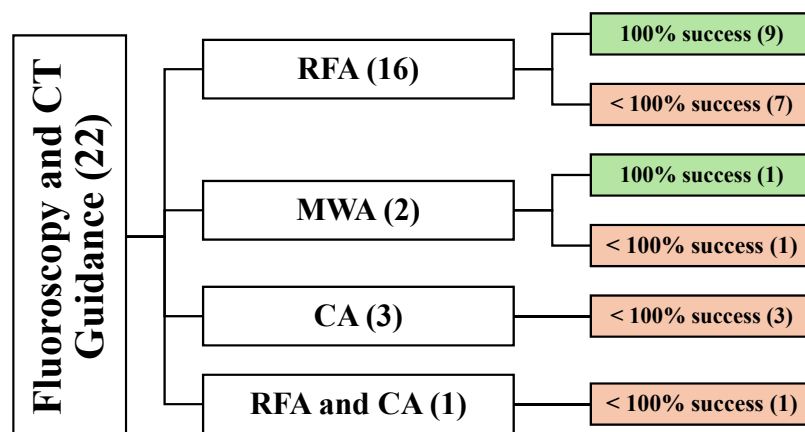 Fluoroscopy and CT
Guidance (22)
RFA (16)
100% success (9)
< 100% success (7)
MWA (2)
100% success (1)
< 100% success (1)
CA (3)
< 100% success (3)
RFA and CA (1)
< 100% success (1)